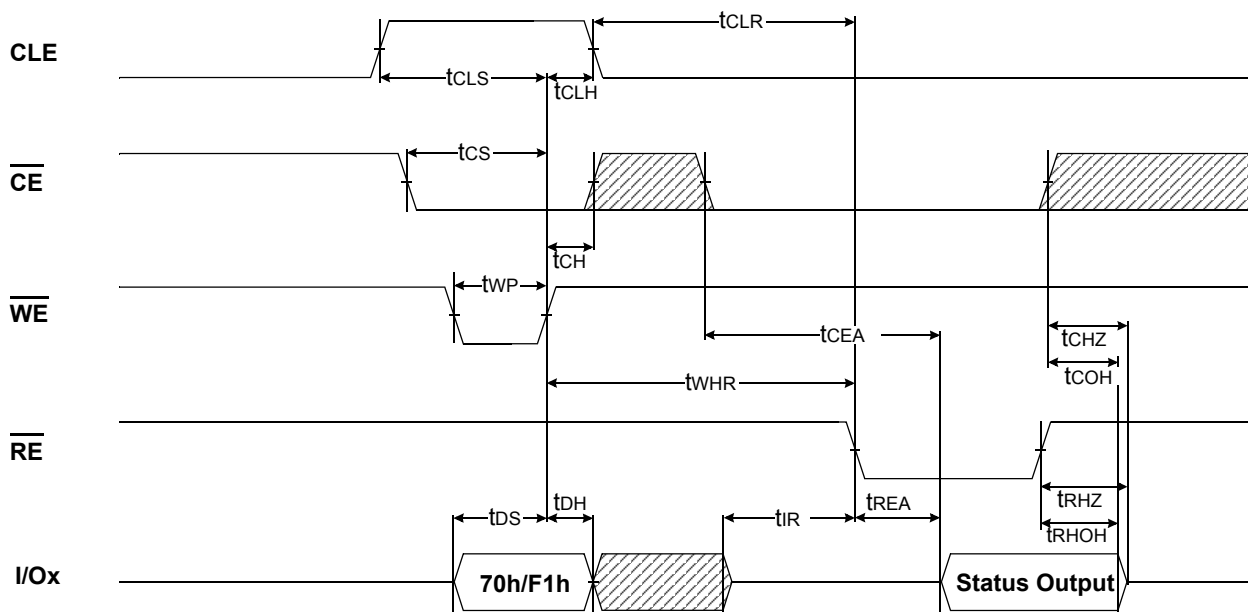 tCLR
CLE
tCLS
tCLH
tCS
CE
tCH
tWP
WE
tCEA
tCHZ
tCOH
tWHR
RE
tDH
tREA
tRHZ
tDS
tIR
tRHOH
I/Ox
70h/F1h
Status Output